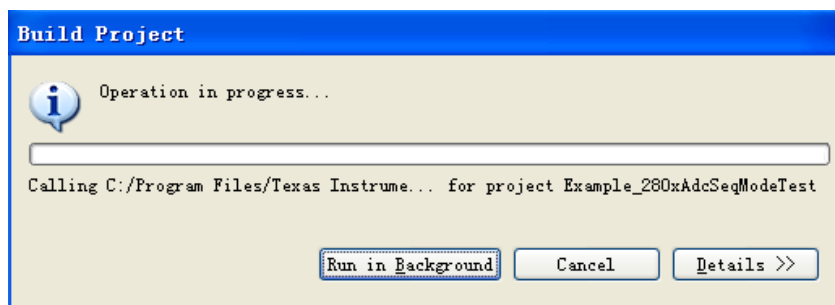 Build Project
Operation in progress...
Calling C:/Program Files/Texas Instrume... for project Example_280xAdcSeqModeTest
Run in Background
Cancel
Details >>